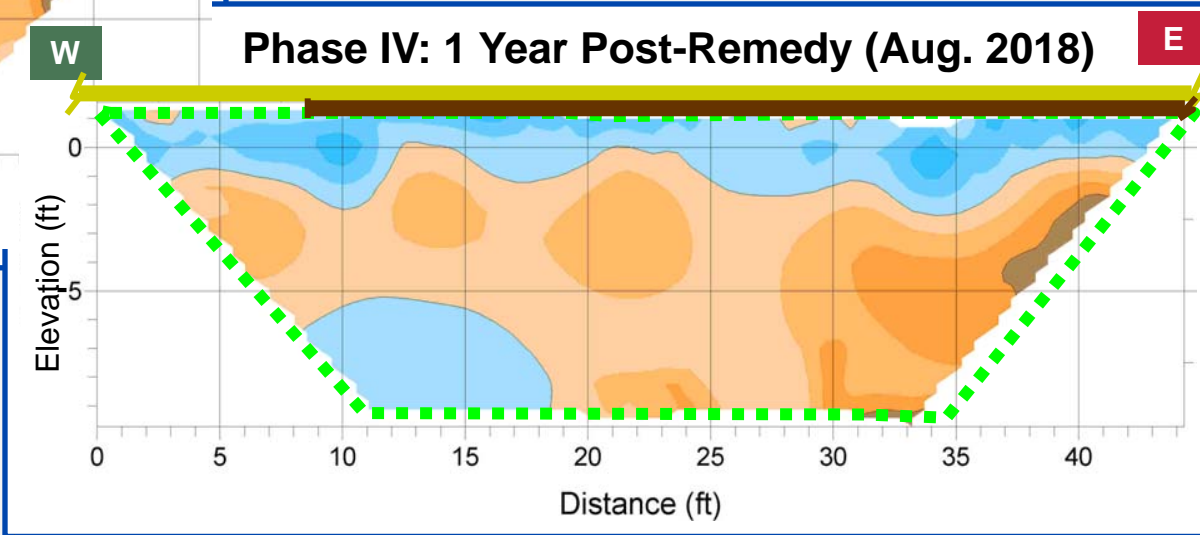 W
Phase IV: 1 Year Post-Remedy (Aug. 2018)
E
0
-5
Elevation (ft)
0 5 10 15 20 25 30 35 40
Distance (ft)